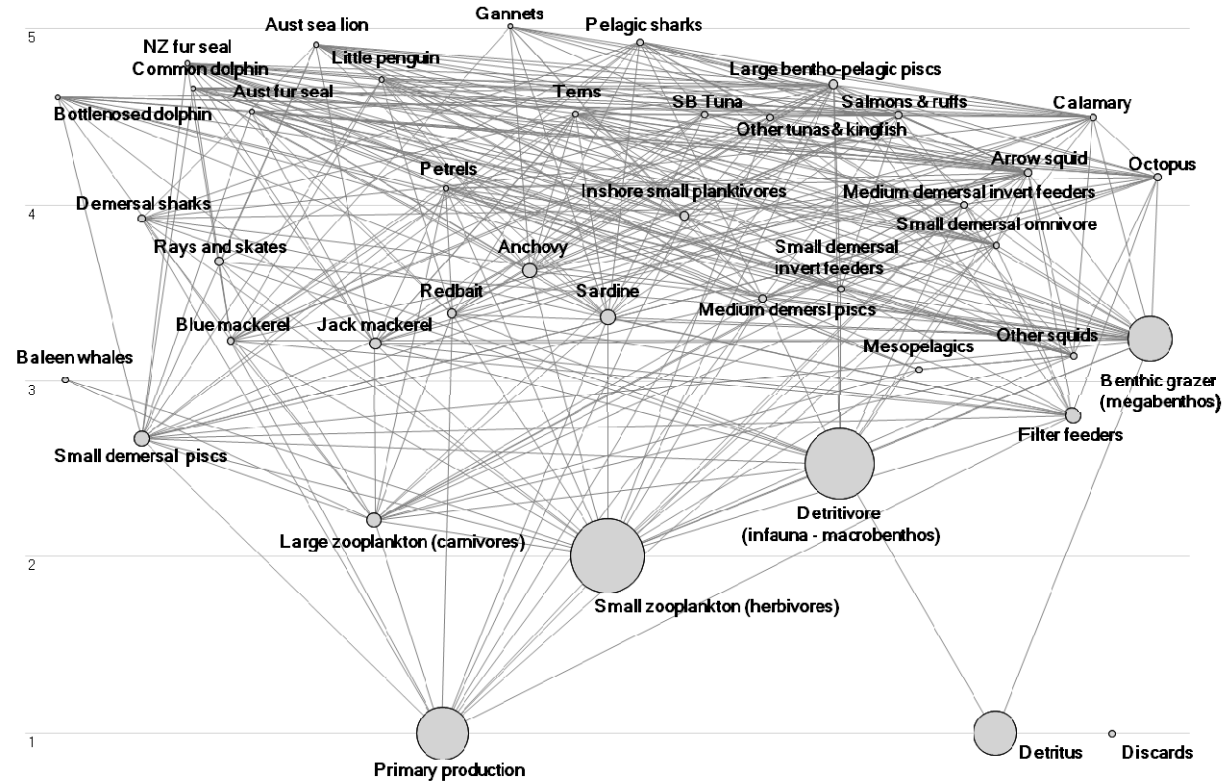 Gannets
Aust sea lion
Pelagic sharks
5
NZ fur seal
Little penguin
Common dolphin
Large bentho-pelagic piscs
Aust fur seal
Terns
SB Tuna
Salmons & ruffs
Calamary
Bottlenosed dolphin
Other tunas & kingfish
Arrow squid
Octopus
Petrels
Inshore small planktivores
Medium demersal invert feeders
Demersal sharks
4
Small demersal omnivore
Rays and skates
Anchovy
Small demersal
invert feeders
Redbait
Sardine
Medium demersl piscs
Blue mackerel
Jack mackerel
Other squids
Mesopelagics
Baleen whales
3
Benthic grazer
(megabenthos)
Filter feeders
Small demersal piscs
Detritivore
(infauna - macrobenthos)
Large zooplankton (carnivores)
2
Small zooplankton (herbivores)
1
Detritus
Discards
Primary production